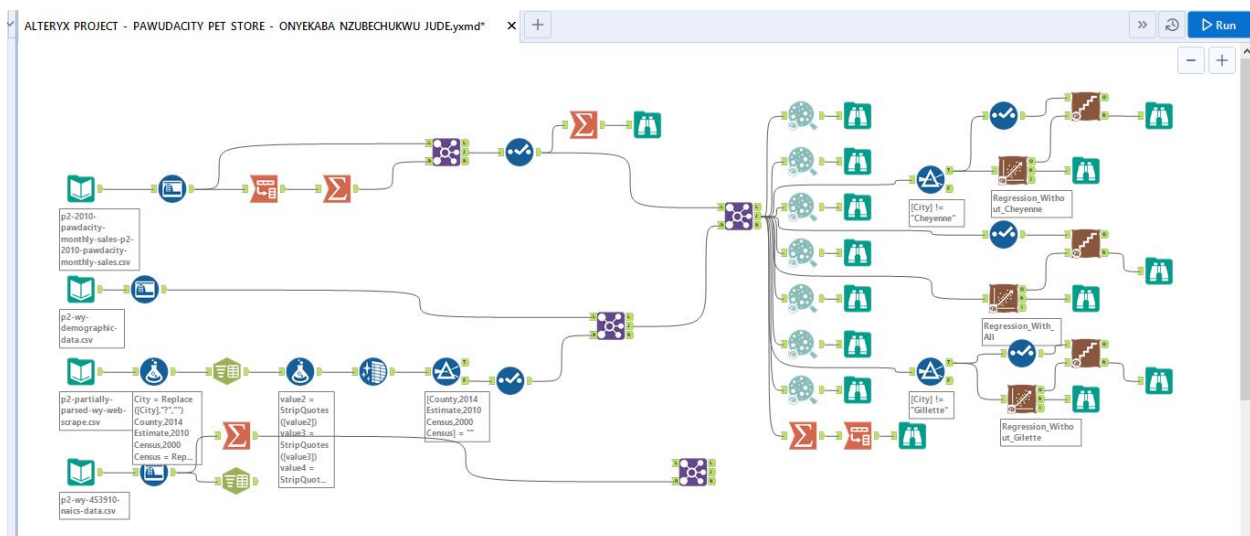 ALTERYX PROJECT - PAWUDACITY PET STORE - ONYEKABA NZUBECHUKWU JUDE.yxmd*
Run
p2-2010-
pawdacity-
monthly-sales-p2-
2010-pawdacity-
monthly-sales.csv
p2-wy-
demographic-
data.csv
p2-partially-
parsed-wy-web-
scrape.csv
City = Replace
([City],"?","")
County,2014
Estimate,2010
Census,2000
Census = Rep...
value2 =
StripQuotes
([value2])
value3 =
StripQuotes
([value3])
value4 =
StripQuot...
[County,2014
Estimate,2010
Census,2000
Census] = ""
p2-wy-453910-
naics-data.csv
[City] !=
"Cheyenne"
Regression_Witho
ut_Cheyenne
Regression_With_
All
[City] !=
"Gillette"
Regression_Witho
ut_Gilette